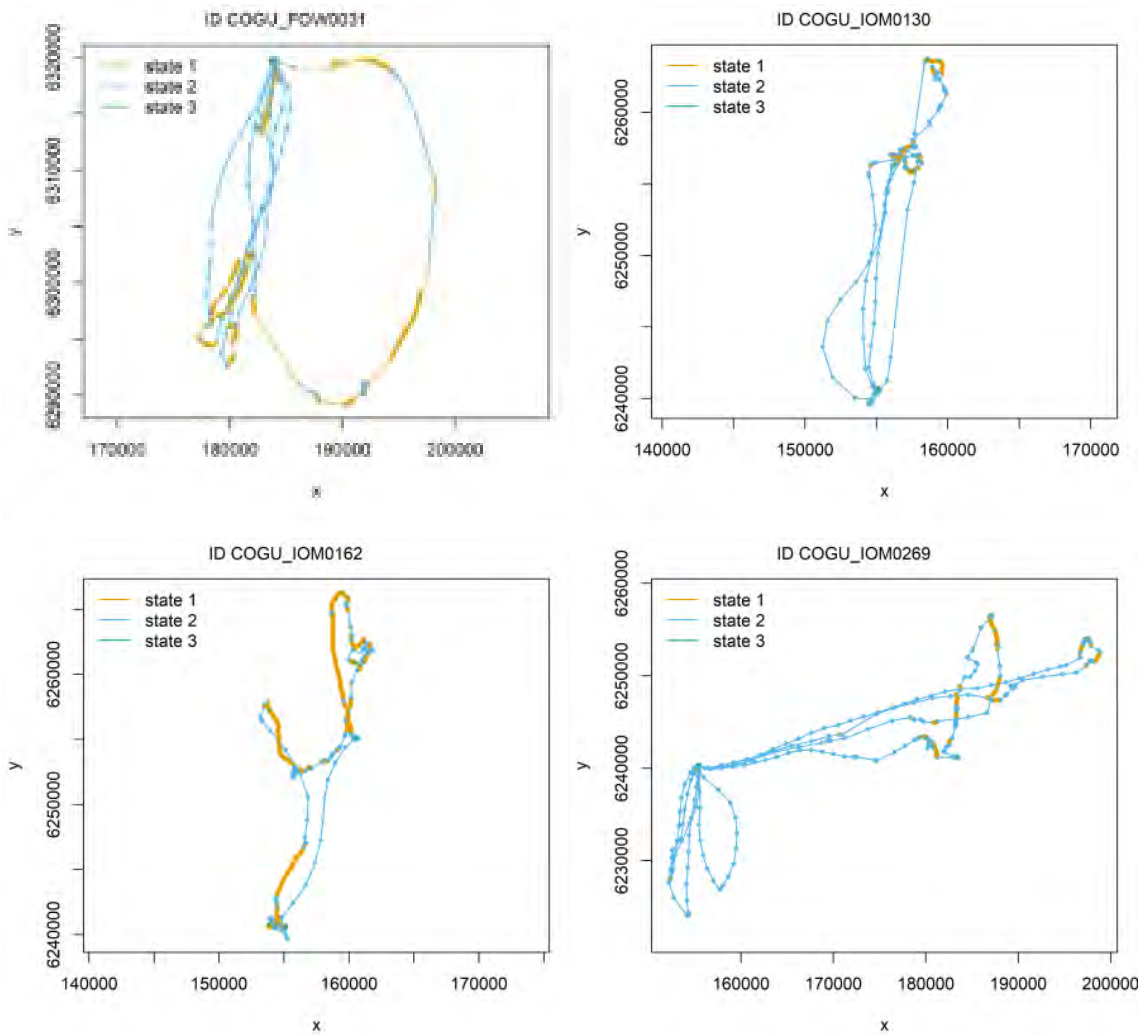 ID COGU_FOW0031
state 1
state 2
state 3
6320000
6310000
6300000
6290000
y
170000 180000 190000 200000
x
ID COGU_IOM0130
state 1
state 2
state 3
6260000
6250000
6240000
y
140000 150000 160000 170000
x
ID COGU_IOM0162
state 1
state 2
state 3
6260000
6250000
6240000
y
140000 150000 160000 170000
x
ID COGU_IOM0269
state 1
state 2
state 3
6260000
6250000
6240000
6230000
y
160000 170000 180000 190000 200000
x